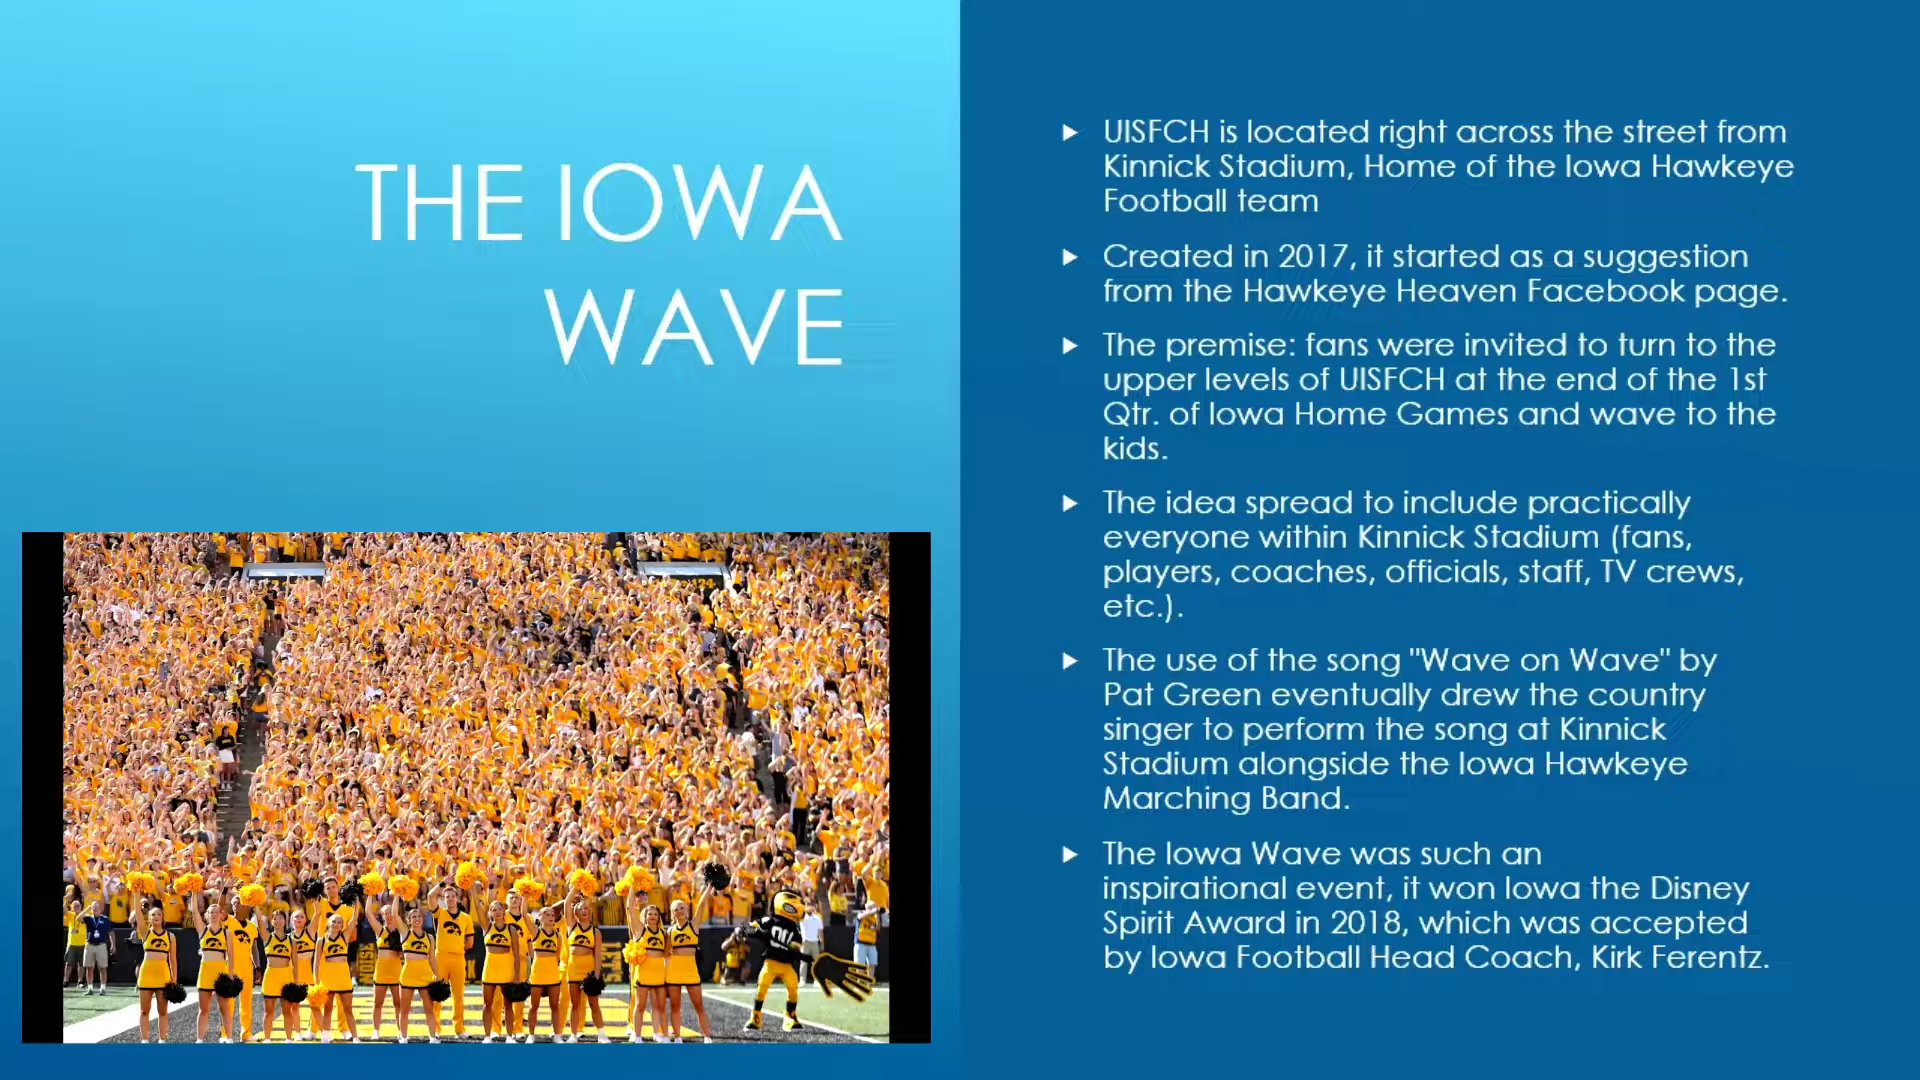 THE IOWA
WAVE
UISFCH is located right across the street from
Kinnick Stadium, Home of the Iowa Hawkeye
Football team
Created in 2017, it started as a suggestion
from the Hawkeye Heaven Facebook page.
The premise: fans were invited to turn to the
upper levels of UISFCH at the end of the 1st
Qtr. of Iowa Home Games and wave to the
kids.
The idea spread to include practically
everyone within Kinnick Stadium (fans,
players, coaches, officials, staff, TV crews,
etc.).
The use of the song "Wave on Wave" by
Pat Green eventually drew the country
singer to perform the song at Kinnick
Stadium alongside the Iowa Hawkeye
Marching Band.
The Iowa Wave was such an
inspirational event, it won Iowa the Disney
Spirit Award in 2018, which was accepted
by Iowa Football Head Coach, Kirk Ferentz.